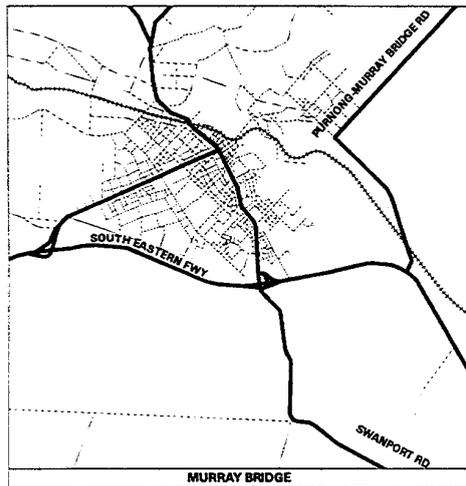 PURNONG-MURRAY BRIDGE RD
SOUTH EASTERN FWY
SWANPORT RD
MURRAY BRIDGE